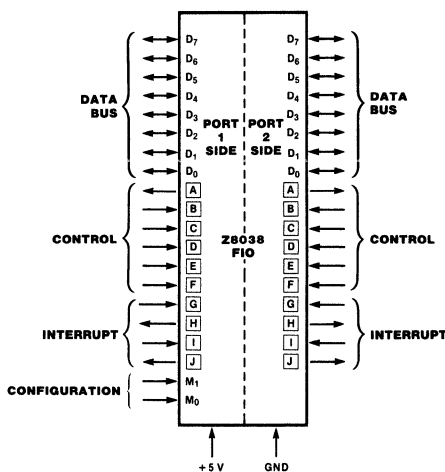 D7 D7
D6 D6
D5 D5
D4 D4
DATA BUS D3 D3 DATA BUS
D2 PORT 1 SIDE PORT 2 SIDE D2
D1 D1
D0 D0
A A
B B
C C
CONTROL D Z8038 FIO D CONTROL
E E
F F
G G
INTERRUPT H H INTERRUPT
I I
J J
CONFIGURATION M1
M0
+5 V GND